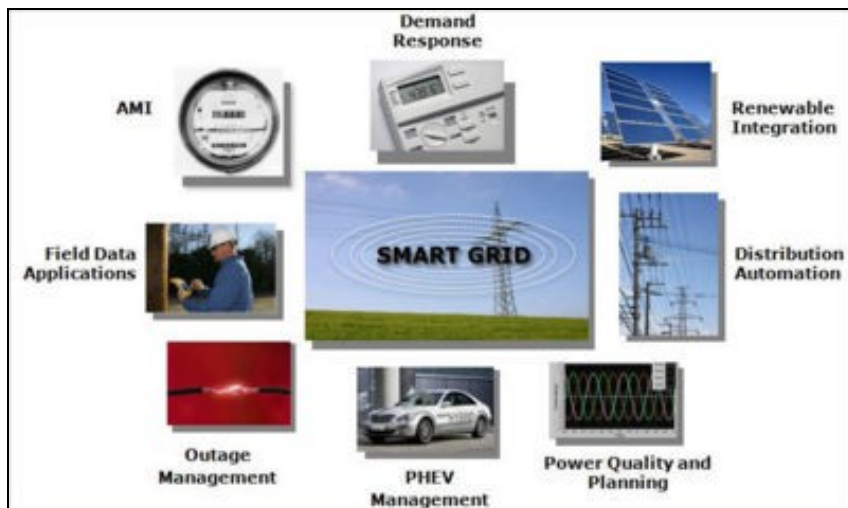 Demand
Response
AMI
Renewable
Integration
Field Data
Applications
SMART GRID
Distribution
Automation
Outage
Management
PHEV
Management
Power Quality and
Planning